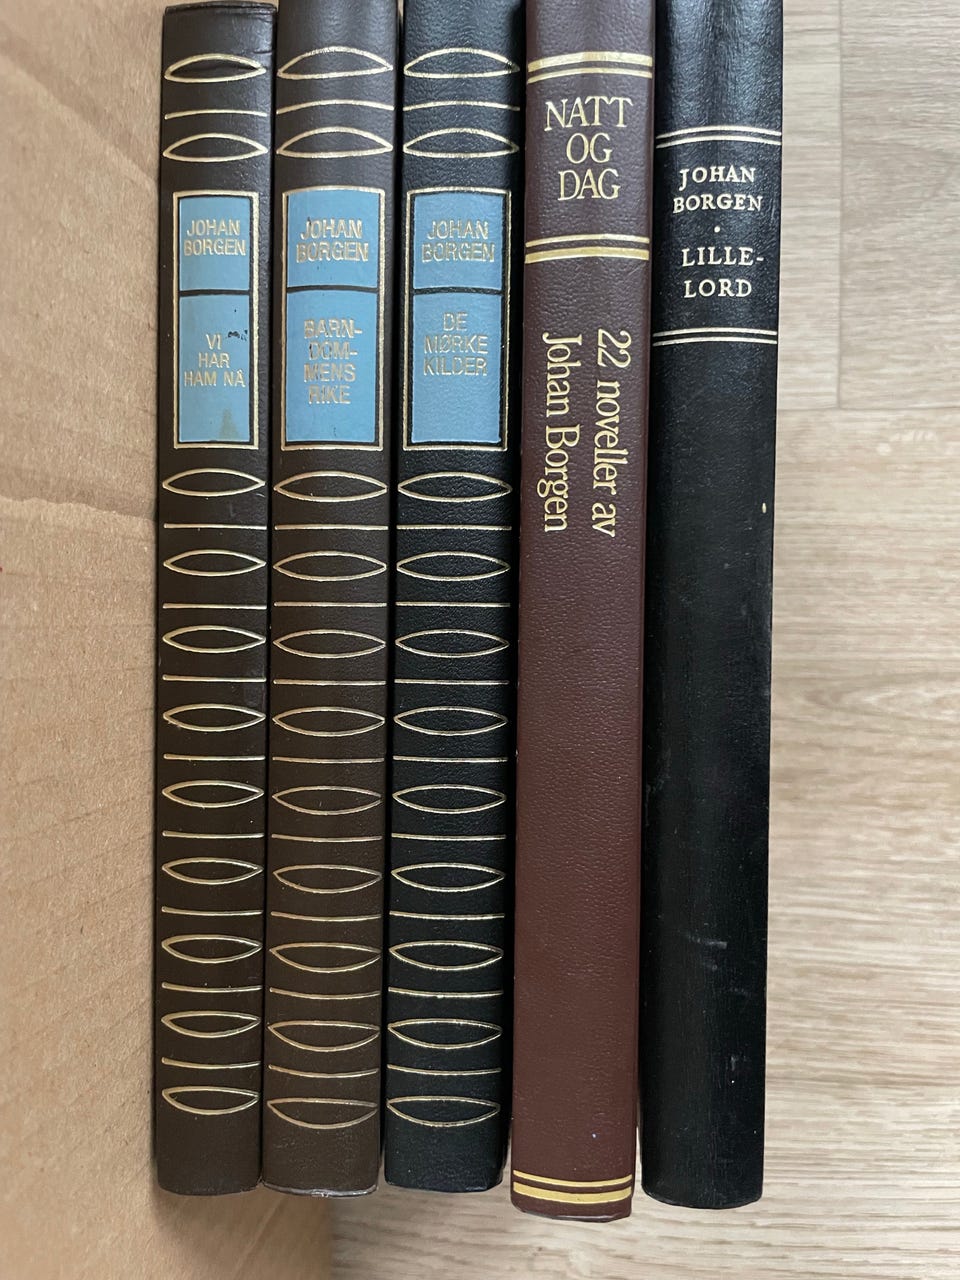 JOHAN
BORGEN
VI
HAR
HAM NÅ
JOHAN
BORGEN
BARN-
DOM-
MENS
RIKE
JOHAN
BORGEN
DE
MØRKE
KILDER
NATT
OG
DAG
22 noveller av
Johan Borgen
JOHAN
BORGEN
·
LILLE-
LORD